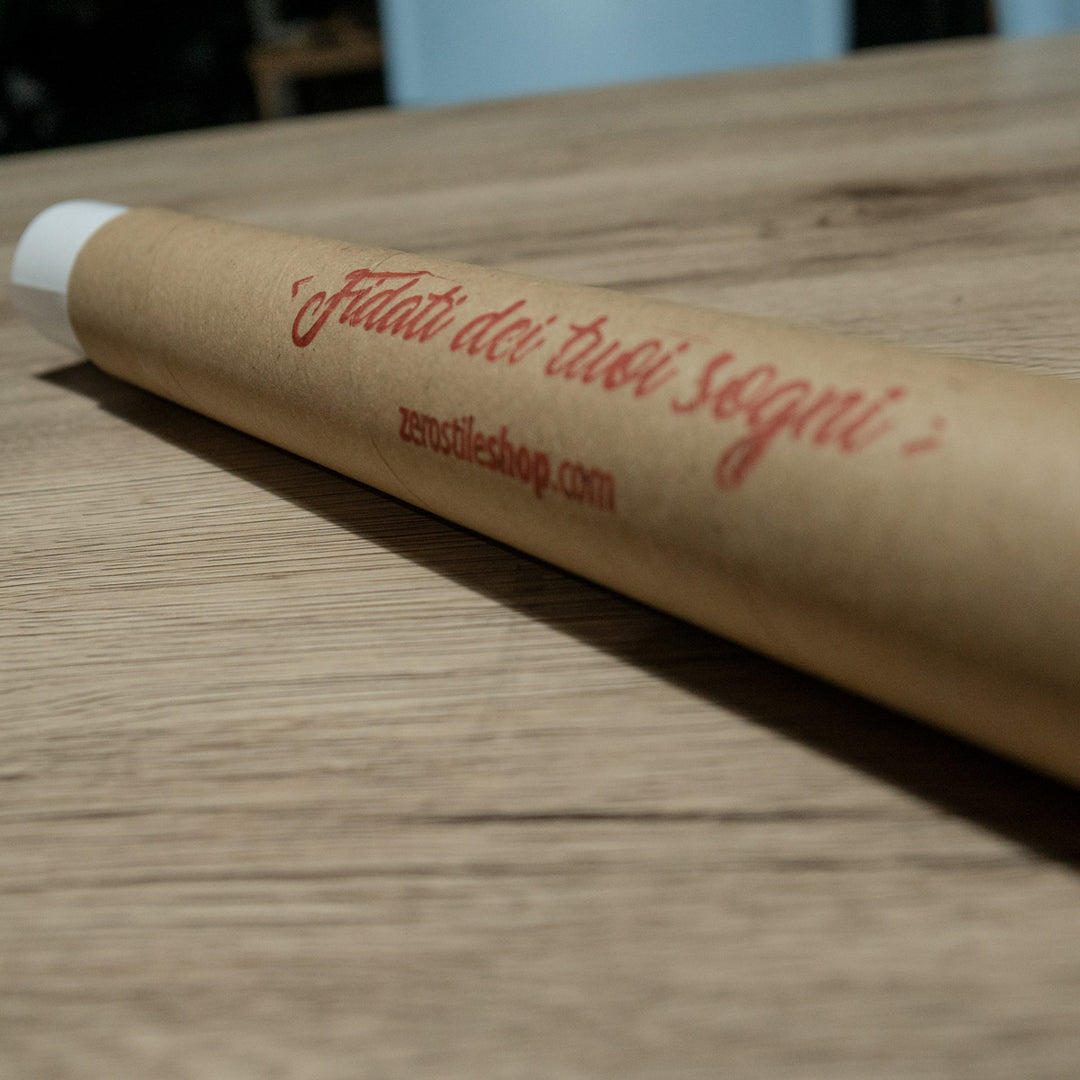 "Fidati dei tuoi sogni"
zerostileshop.com